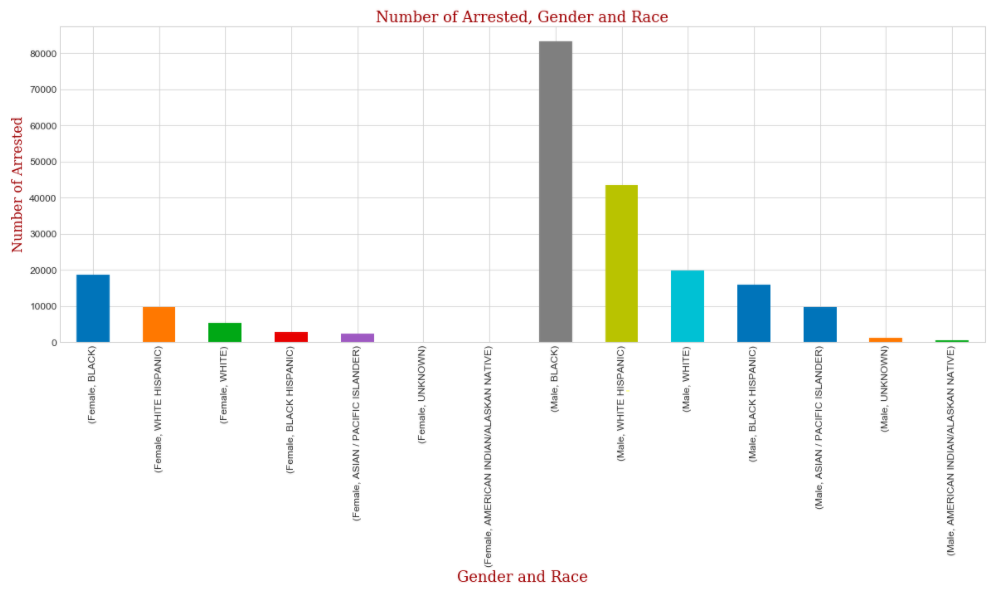 Number of Arrested, Gender and Race
Number of Arrested
80000
70000
60000
50000
40000
30000
20000
10000
0
(Female, BLACK)
(Female, WHITE HISPANIC)
(Female, WHITE)
(Female, BLACK HISPANIC)
(Female, ASIAN / PACIFIC ISLANDER)
(Female, UNKNOWN)
(Female, AMERICAN INDIAN/ALASKAN NATIVE)
(Male, BLACK)
(Male, WHITE HISPANIC)
(Male, WHITE)
(Male, BLACK HISPANIC)
(Male, ASIAN / PACIFIC ISLANDER)
(Male, UNKNOWN)
(Male, AMERICAN INDIAN/ALASKAN NATIVE)
Gender and Race